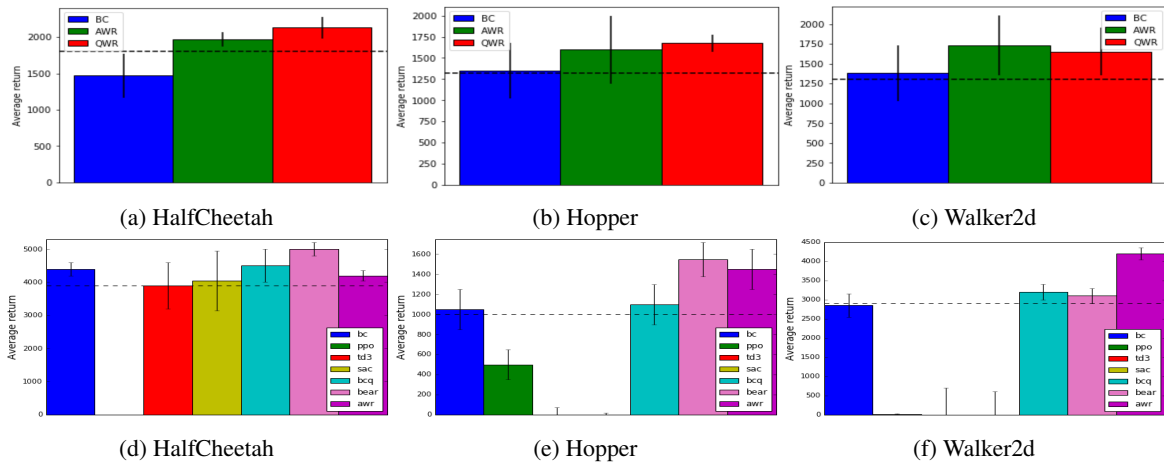 Average return
2000
1500
1000
500
0
BC
AWR
QWR
(a) HalfCheetah
Average return
2000
1750
1500
1250
1000
750
500
250
0
BC
AWR
QWR
(b) Hopper
Average return
2000
1750
1500
1250
1000
750
500
250
0
BC
AWR
QWR
(c) Walker2d
Average return
5000
4000
3000
2000
1000
0
bc
ppo
td3
sac
bcq
bear
awr
(d) HalfCheetah
Average return
1600
1400
1200
1000
800
600
400
200
0
bc
ppo
td3
sac
bcq
bear
awr
(e) Hopper
Average return
4500
4000
3500
3000
2500
2000
1500
1000
500
0
bc
ppo
td3
sac
bcq
bear
awr
(f) Walker2d